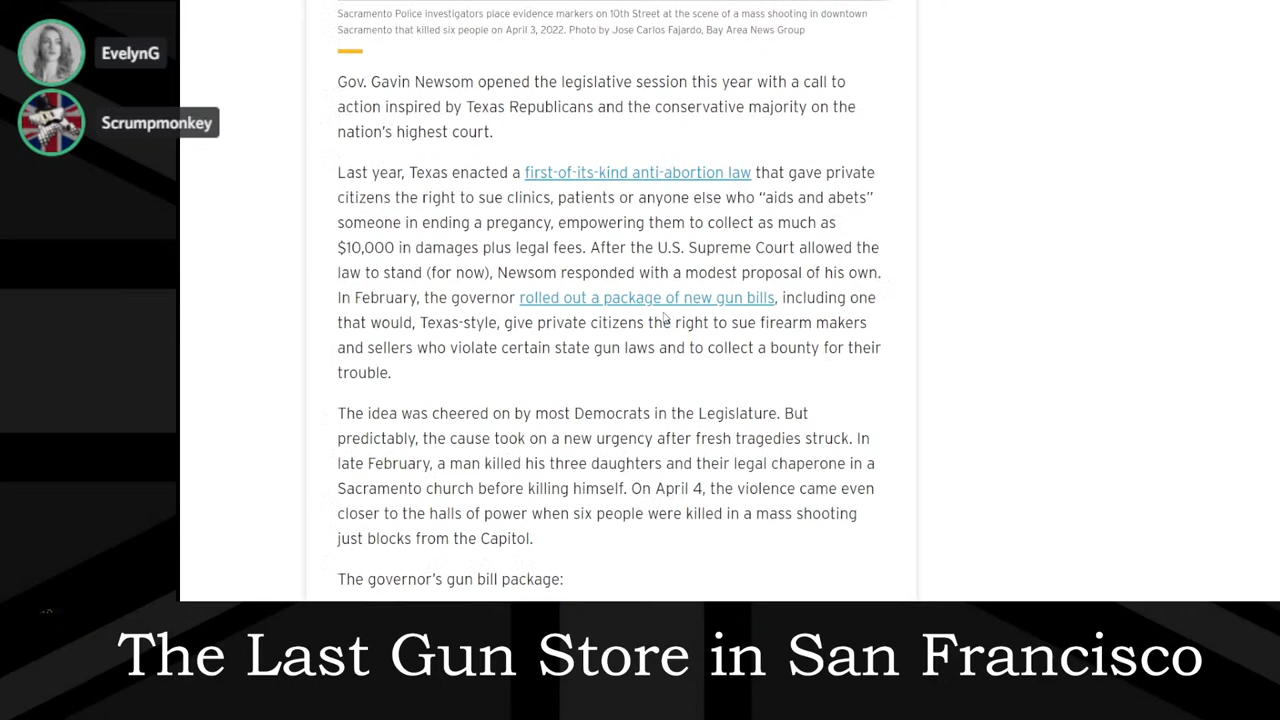 Sacramento Police investigators place evidence markers on 10th Street at the scene of a mass shooting in downtown
Sacramento that killed six people on April 3, 2022. Photo by Jose Carlos Fajardo, Bay Area News Group
EvelynG
Scrumpmonkey
Gov. Gavin Newsom opened the legislative session this year with a call to
action inspired by Texas Republicans and the conservative majority on the
nation's highest court.
Last year, Texas enacted a first-of-its-kind anti-abortion law that gave private
citizens the right to sue clinics, patients or anyone else who “aids and abets”
someone in ending a pregancy, empowering them to collect as much as
$10,000 in damages plus legal fees. After the U.S. Supreme Court allowed the
law to stand (for now), Newsom responded with a modest proposal of his own.
In February, the governor rolled out a package of new gun bills, including one
that would, Texas-style, give private citizens the right to sue firearm makers
and sellers who violate certain state gun laws and to collect a bounty for their
trouble.
The idea was cheered on by most Democrats in the Legislature. But
predictably, the cause took on a new urgency after fresh tragedies struck. In
late February, a man killed his three daughters and their legal chaperone in a
Sacramento church before killing himself. On April 4, the violence came even
closer to the halls of power when six people were killed in a mass shooting
just blocks from the Capitol.
The governor's gun bill package:
The Last Gun Store in San Francisco